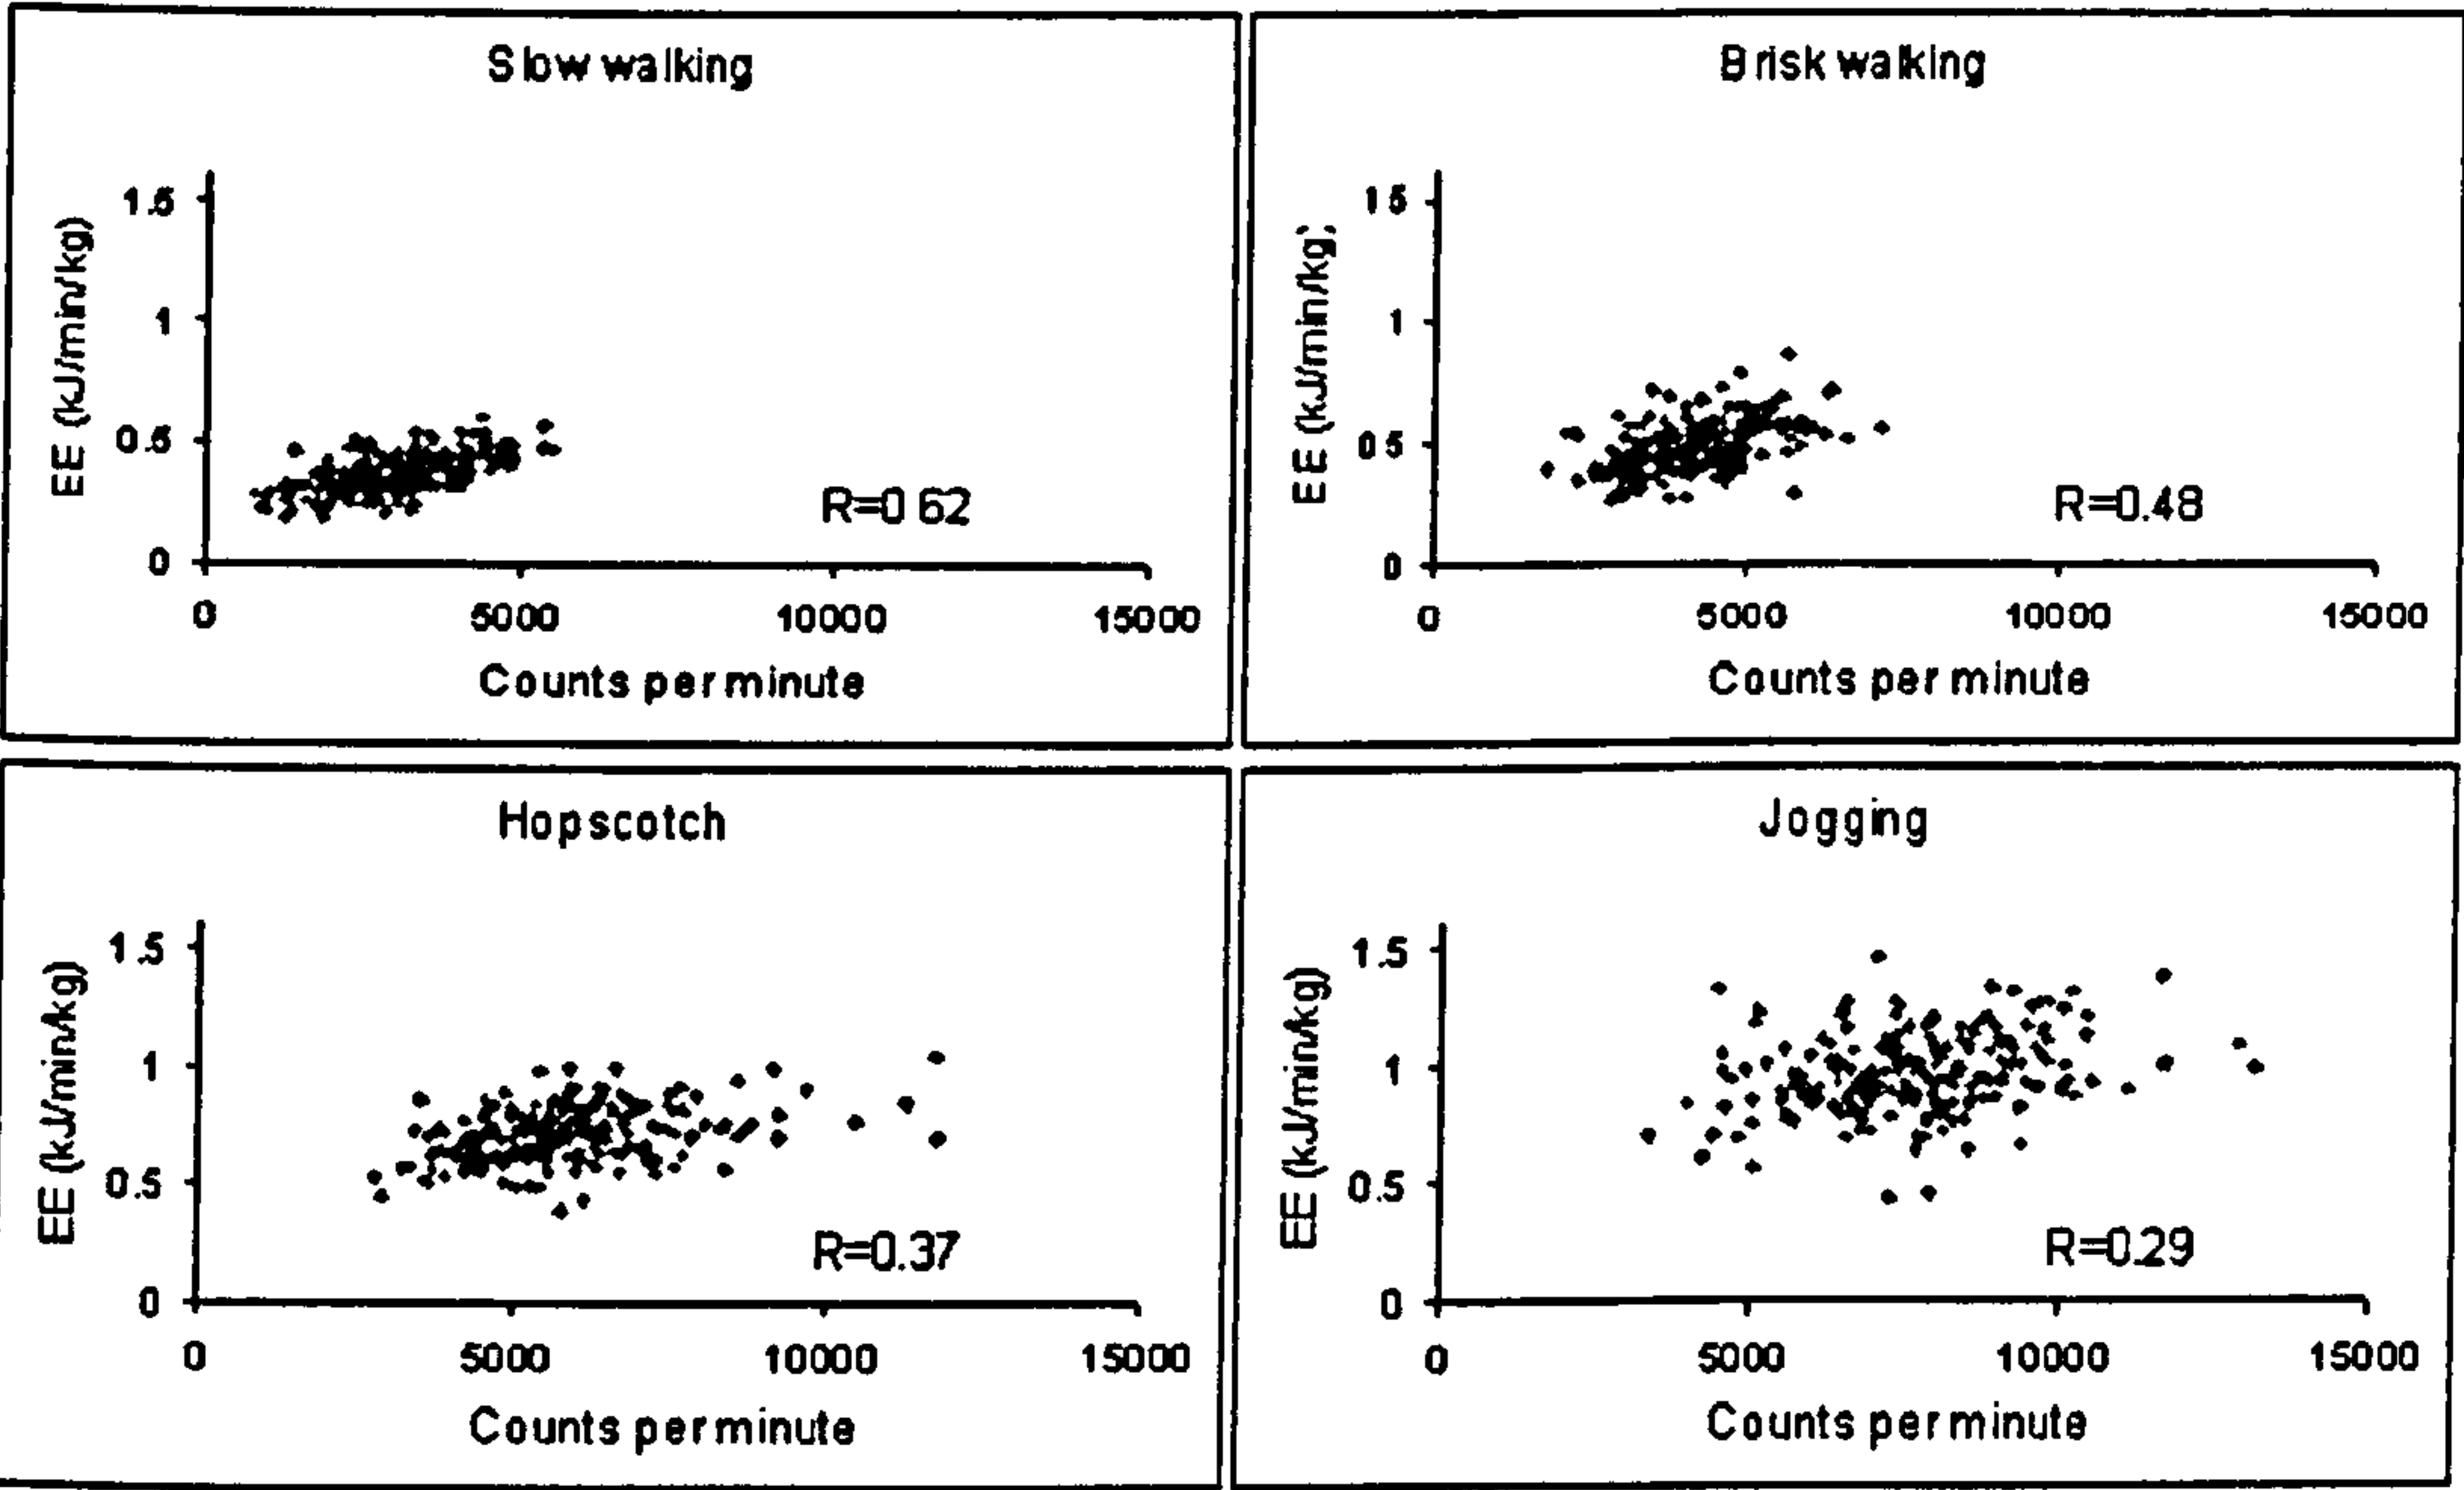 Slow walking
EE (kJ/min/kg)
1.5
1
0.5
0
R=0 62
0 5000 10000 15000
Counts per minute
Brisk walking
EE (kJ/min/kg;
1 5
1
0 5
0
R=0.48
0 5000 10000 15000
Counts per minute
Hopscotch
EE (kJ/min/kg)
1.5
1
0.5
0
R=0.37
0 5000 10000 15000
Counts per minute
Jogging
EE (kJ/min/kg)
1.5
1
0.5
0
R=0.29
0 5000 10000 15000
Counts per minute